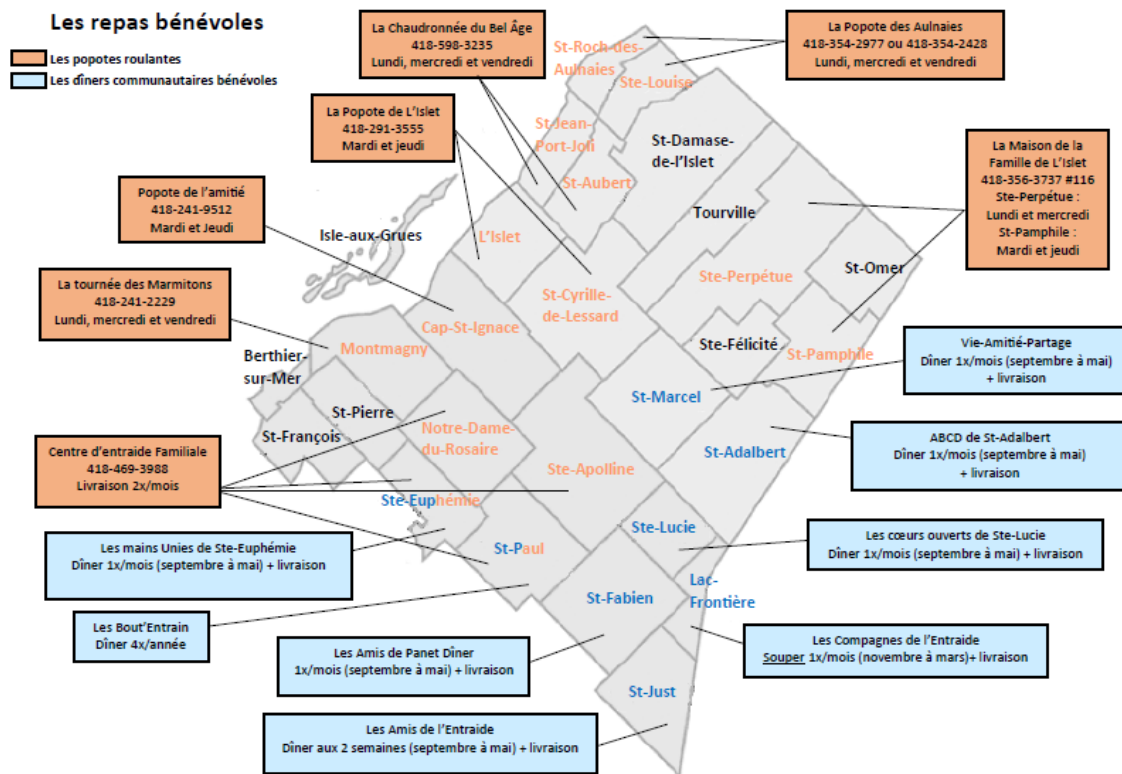 Les repas bénévoles
Les popotes roulantes
Les dîners communautaires bénévoles
La Chaudronnée du Bel Âge
418-598-3235
Lundi, mercredi et vendredi
La Popote des Aulnaies
418-354-2977 ou 418-354-2428
Lundi, mercredi et vendredi
La Popote de L'Islet
418-291-3555
Mardi et jeudi
La Maison de la
Famille de L'Islet
418-356-3737 #116
Ste-Perpétue :
Lundi et mercredi
St-Pamphile :
Mardi et jeudi
Popote de l'amitié
418-241-9512
Mardi et Jeudi
La tournée des Marmitons
418-241-2229
Lundi, mercredi et vendredi
St-Roch-des-
Aulnaies
Ste-Louise
St-Jean-
Port-Joli
St-Damase-
de-l'Islet
St-Aubert
Tourville
Isle-aux-Grues
L'Islet
St-Omer
Ste-Perpétue
St-Cyrille-
de-Lessard
Cap-St-Ignace
Montmagny
Ste-Félicité
St-Pamphile
Berthier-
sur-Mer
St-Marcel
St-Pierre
St-François
Notre-Dame-
du-Rosaire
St-Adalbert
Ste-Apolline
Ste-Euphémie
Ste-Lucie
St-Paul
Lac-
Frontière
St-Fabien
St-Just
Vie-Amitié-Partage
Dîner 1x/mois (septembre à mai)
+ livraison
ABCD de St-Adalbert
Dîner 1x/mois (septembre à mai)
+ livraison
Centre d'entraide Familiale
418-469-3988
Livraison 2x/mois
Les mains Unies de Ste-Euphémie
Dîner 1x/mois (septembre à mai) + livraison
Les cœurs ouverts de Ste-Lucie
Dîner 1x/mois (septembre à mai) + livraison
Les Bout'Entrain
Dîner 4x/année
Les Amis de Panet Dîner
1x/mois (septembre à mai) + livraison
Les Compagnes de l'Entraide
Souper 1x/mois (novembre à mars)+ livraison
Les Amis de l'Entraide
Dîner aux 2 semaines (septembre à mai) + livraison